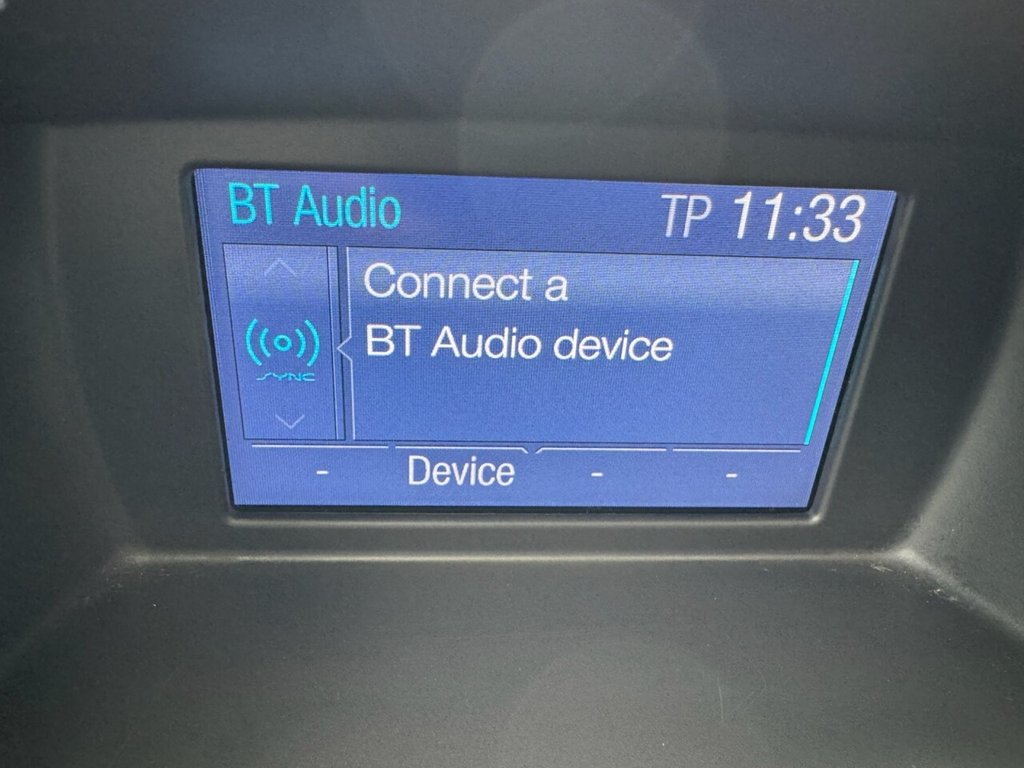 BT Audio TP 11:33
Connect a
BT Audio device
SYNC
- Device - -